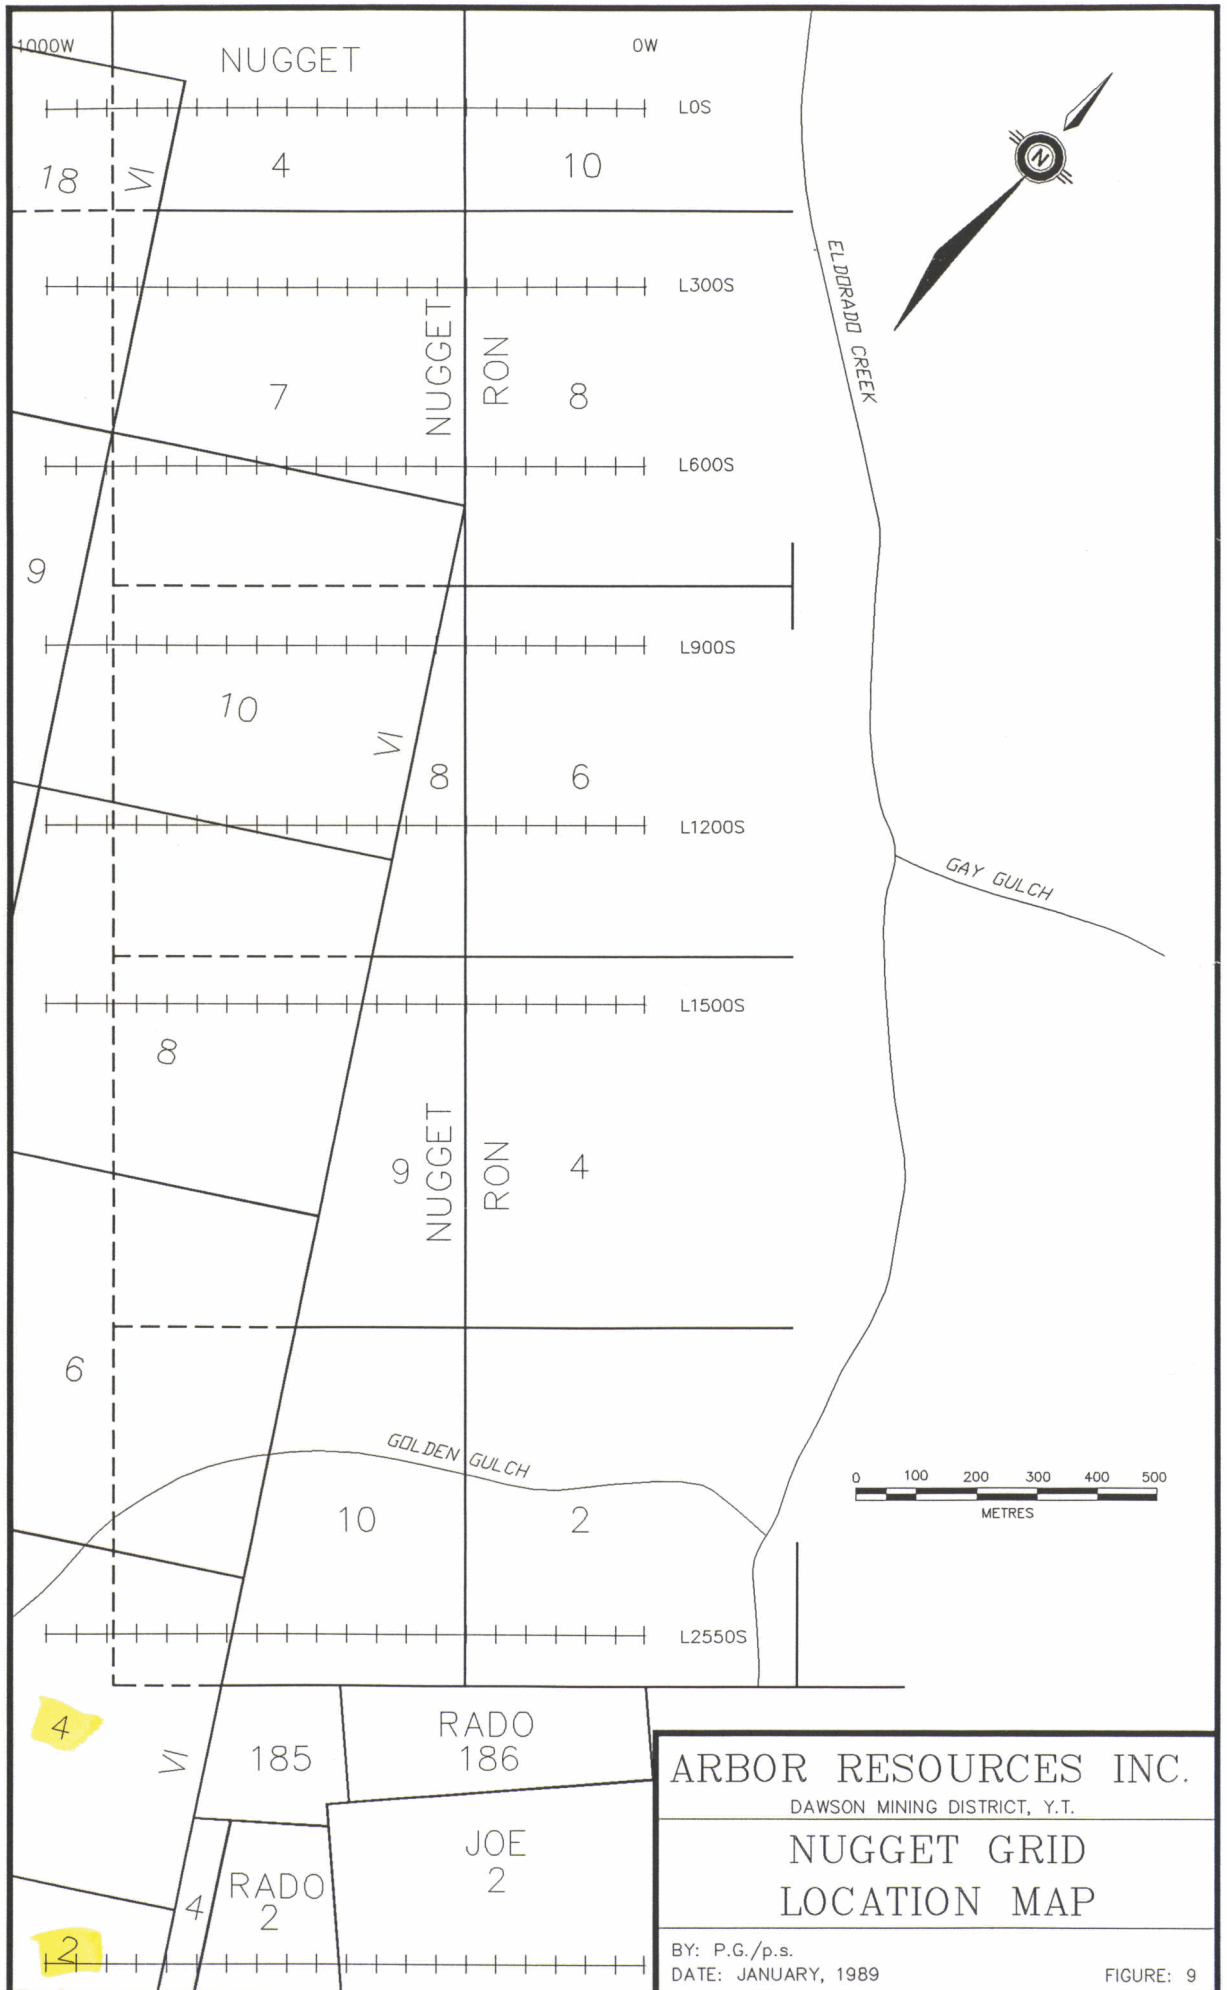 1000W
0W
NUGGET
L0S
18
VI
4
10
N
ELDORADO CREEK
L300S
NUGGET
RON
7
8
L600S
9
L900S
10
VI
8
6
L1200S
GAY GULCH
L1500S
8
NUGGET
RON
9
4
6
GOLDEN GULCH
0 100 200 300 400 500
METRES
10
2
L2550S
4
VI
185
RADO
186
JOE
2
RADO
2
4
2
ARBOR RESOURCES INC.
DAWSON MINING DISTRICT, Y.T.
NUGGET GRID
LOCATION MAP
BY: P.G./p.s.
DATE: JANUARY, 1989
FIGURE: 9